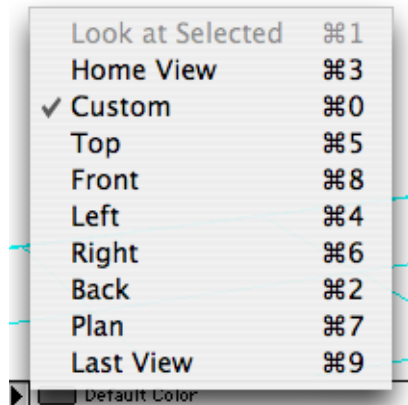 Look at Selected ⌘1
Home View ⌘3
✓ Custom ⌘0
Top ⌘5
Front ⌘8
Left ⌘4
Right ⌘6
Back ⌘2
Plan ⌘7
Last View ⌘9
Default Color